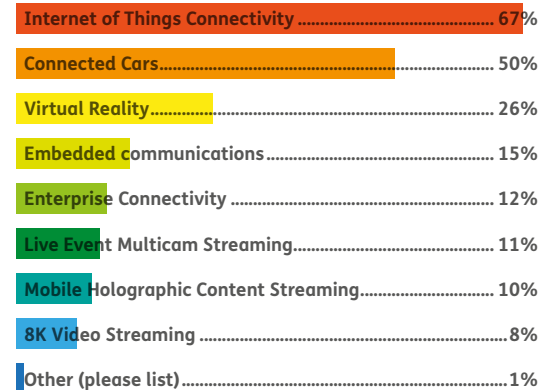 Internet of Things Connectivity.................................................. 67%
Connected Cars.................................................................................... 50%
Virtual Reality...................................................................................... 26%
Embedded communications......................................................... 15%
Enterprise Connectivity .................................................................. 12%
Live Event Multicam Streaming.................................................. 11%
Mobile Holographic Content Streaming.................................. 10%
8K Video Streaming ............................................................................8%
Other (please list)..................................................................................1%